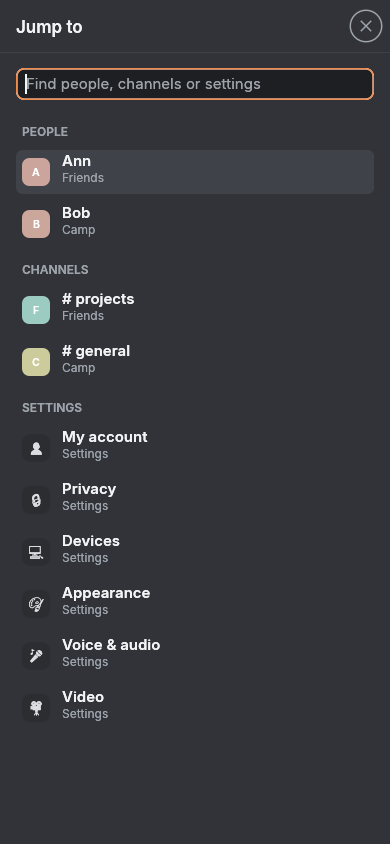 Jump to
Find people, channels or settings
PEOPLE
A
Ann
Friends
B
Bob
Camp
CHANNELS
F
# projects
Friends
C
# general
Camp
SETTINGS
My account
Settings
Privacy
Settings
Devices
Settings
Appearance
Settings
Voice & audio
Settings
Video
Settings